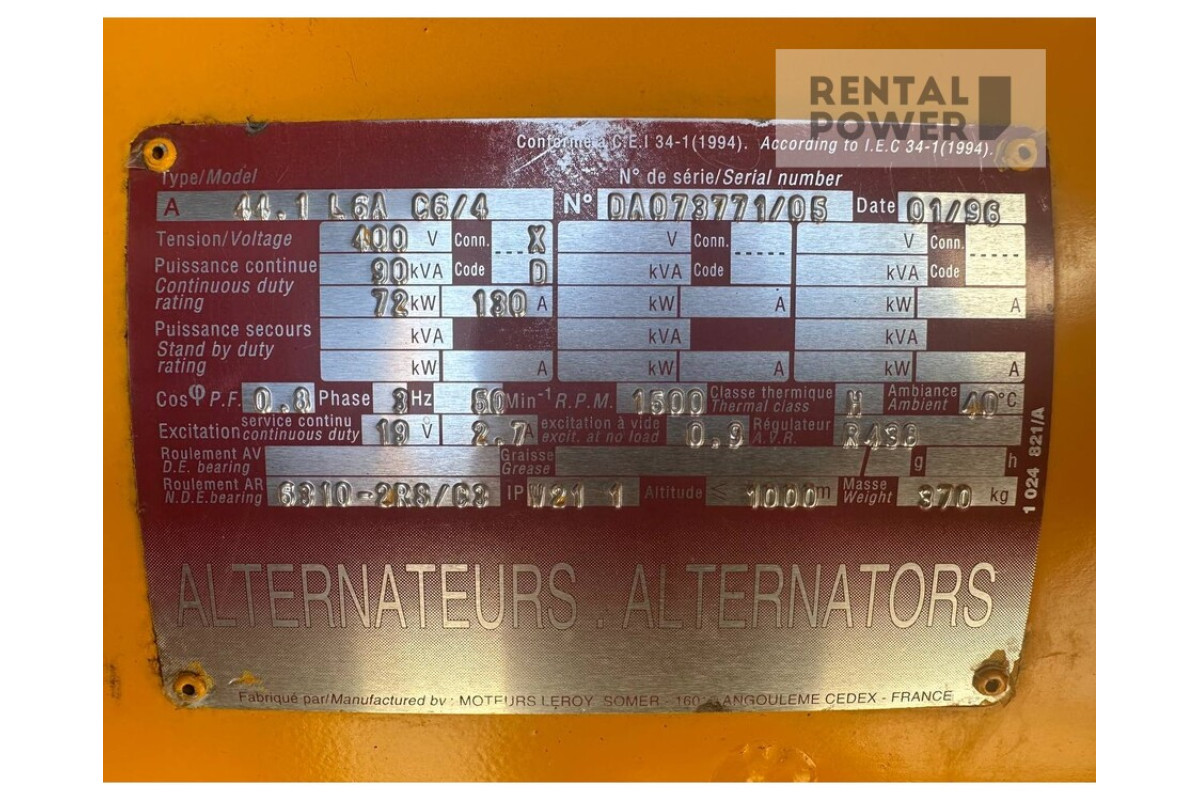 RENTAL
POWER
Conforme à C.E.I 34-1(1994). According to I.E.C 34-1(1994).
Type/Model N° de série/Serial number
A 44.1 L6A C6/4 N° DA073771/05 Date 01/96
Tension/Voltage 400 V Conn. X V Conn. V Conn.
Puissance continue 90 kVA Code D kVA Code kVA Code
Continuous duty
rating 72 kW 130 A kW A kW A
Puissance secours kVA kVA kVA
Stand by duty
rating kW A kW A kW A
Cos φ P.F. 0.8 Phase 3 Hz 50 Min-1 R.P.M. 1500 Classe thermique Thermal class H Ambiance Ambient 40 °C
Excitation service continu continuous duty 19 V 2.7 A excitation à vide excit. at no load 0.9 Régulateur A.V.R. R438
Roulement AV Graisse
D.E. bearing Grease / g h
Roulement AR N.D.E. bearing 6310-2RS/C3 IP W21 1 Altitude ≤ 1000 m Masse Weight 370 kg
1 024 821/A
ALTERNATEURS . ALTERNATORS
Fabriqué par/Manufactured by : MOTEURS LEROY SOMER - ANGOULEME CEDEX - FRANCE